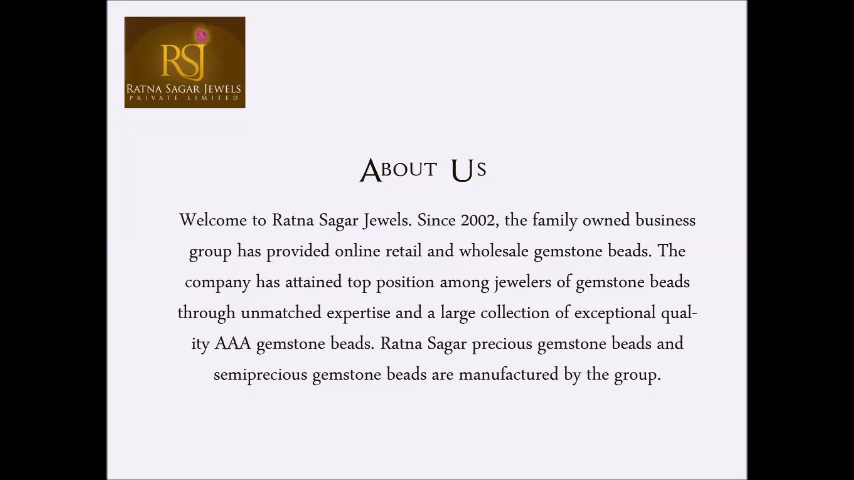 RSJ
RATNA SAGAR JEWELS
PRIVATE LIMITED
ABOUT US
Welcome to Ratna Sagar Jewels. Since 2002, the family owned business
group has provided online retail and wholesale gemstone beads. The
company has attained top position among jewelers of gemstone beads
through unmatched expertise and a large collection of exceptional qual-
ity AAA gemstone beads. Ratna Sagar precious gemstone beads and
semiprecious gemstone beads are manufactured by the group.